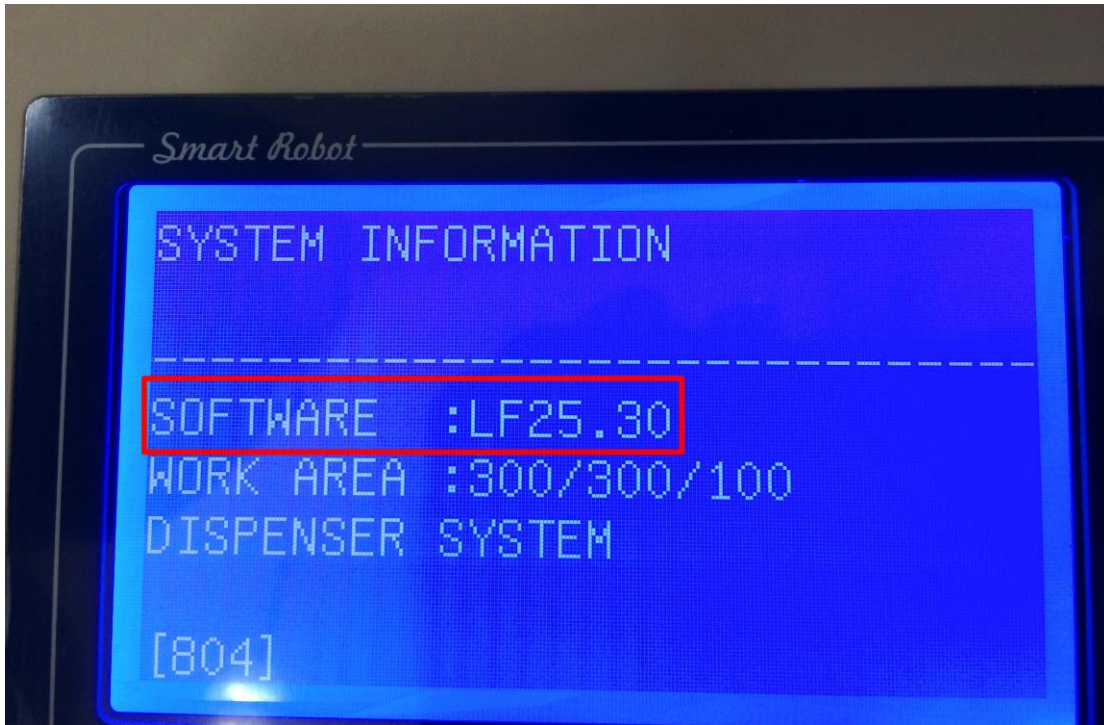 Smart Robot
SYSTEM INFORMATION
SOFTWARE :LF25.30
WORK AREA :300/300/100
DISPENSER SYSTEM
[804]